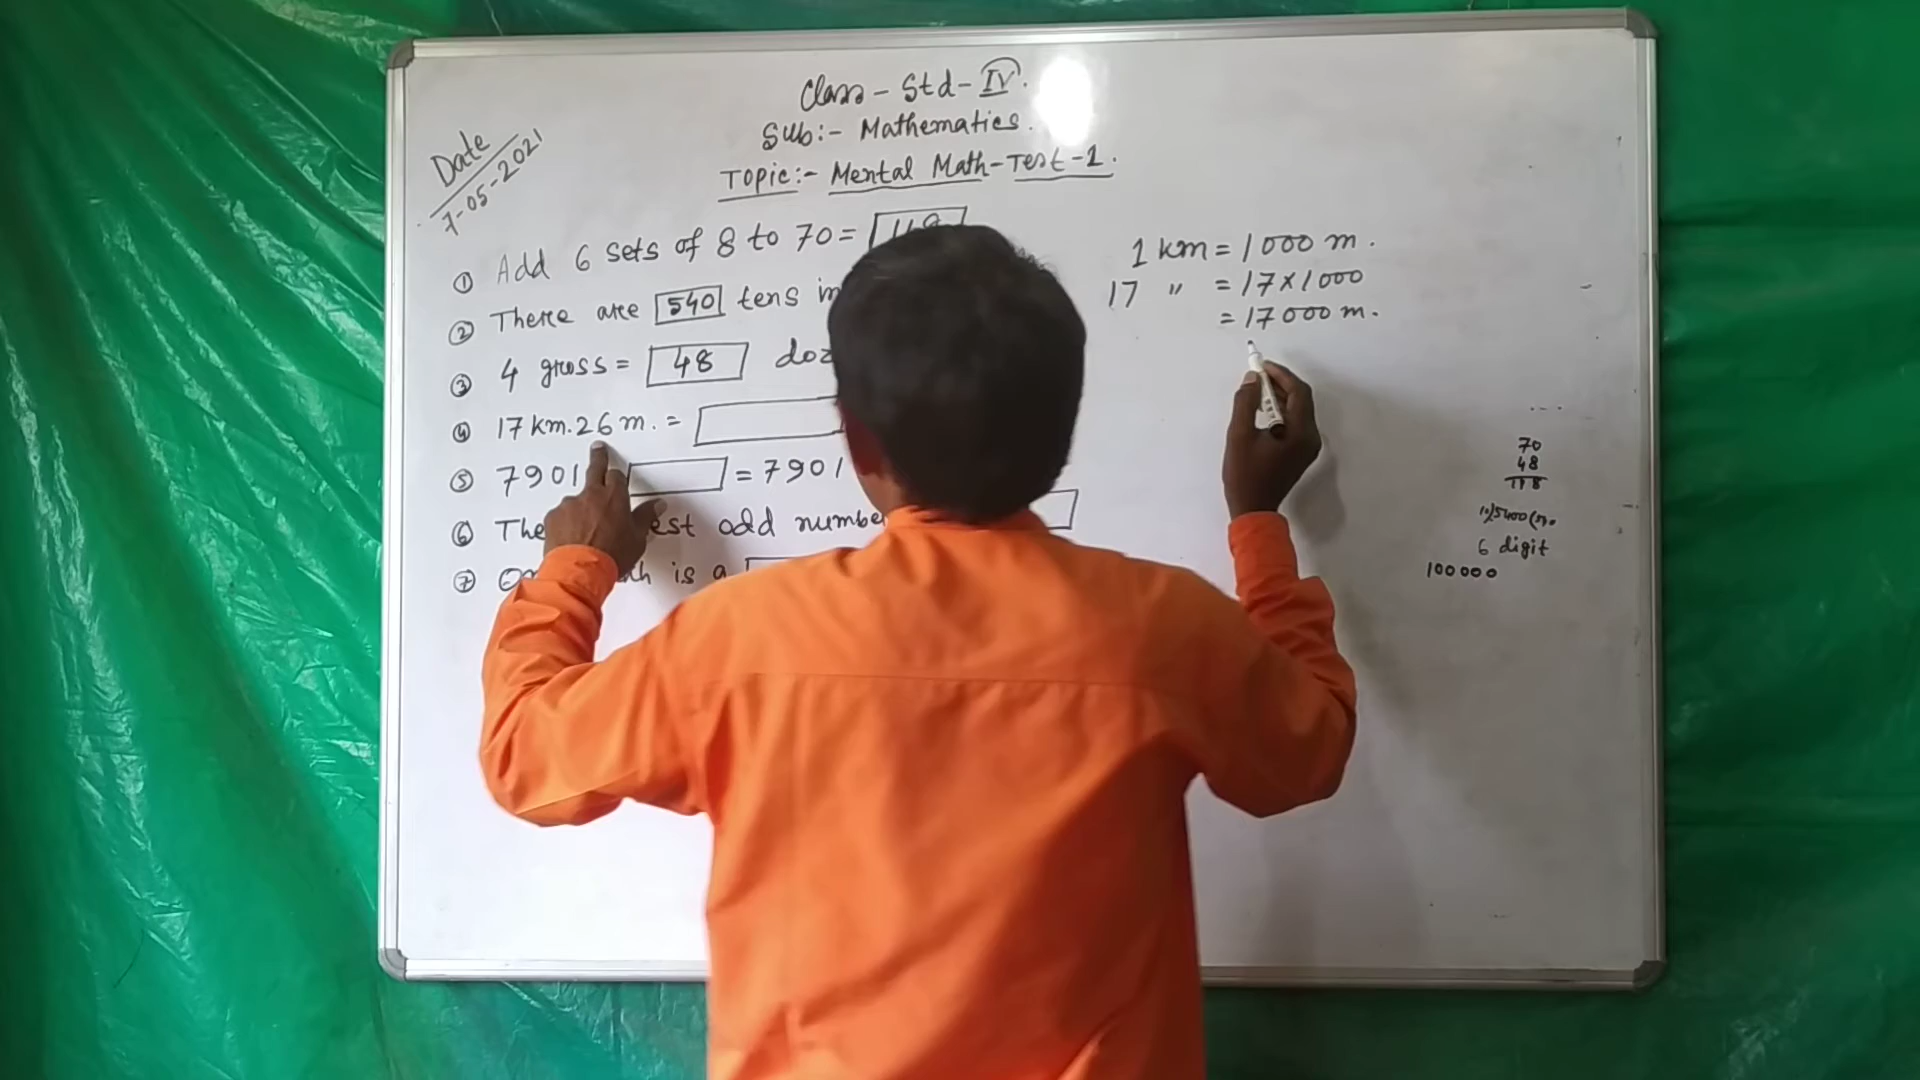 Class - Std - IV.
Sub:- Mathematics.
Topic:- Mental Math-Test-1.
Date
7-05-2021
① Add 6 sets of 8 to 70 =
② There are 540 tens in
③ 4 gross = 48
④ 17 km. 26 m. =
⑤ 7901 = 7901
⑥ odd number
⑦ is a
1 km = 1000 m.
17 " = 17×1000
= 17000 m.
70
48
118
6 digit
100000